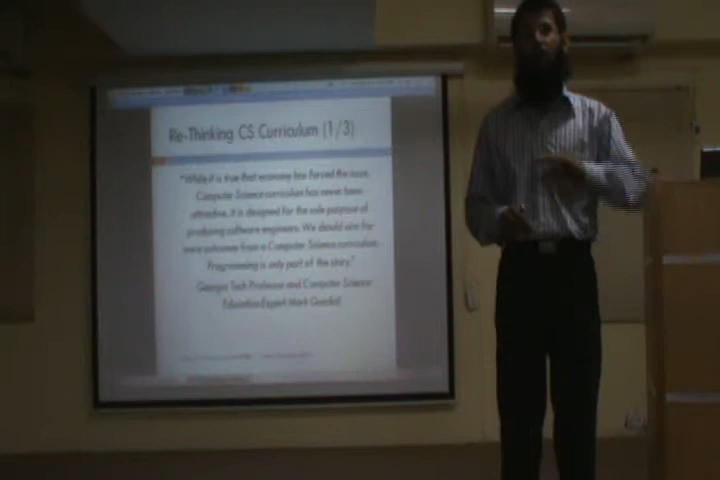 Re-Thinking CS Curriculum (1/3)
"While it is true that economy has forced the issue,
Computer Science curriculum has never been
attractive. It is designed for the sole purpose of
producing software engineers. We should aim for
more outcomes from a Computer Science curriculum.
Programming is only part of the story."
Georgia Tech Professor and Computer Science
Education Expert Mark Guzdial